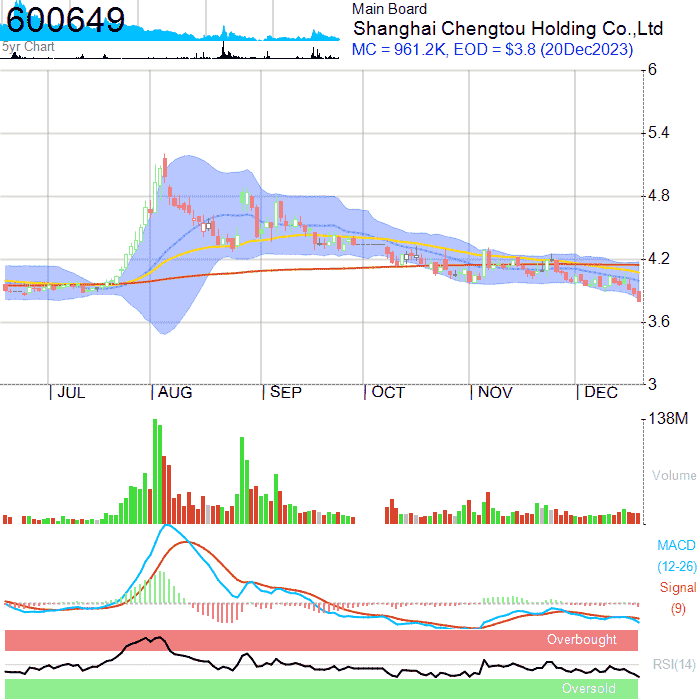 600649
5yr Chart
Main Board
Shanghai Chengtou Holding Co.,Ltd
MC = 961.2K, EOD = $3.8 (20Dec2023)
6
5.4
4.8
4.2
3.6
3
JUL AUG SEP OCT NOV DEC
138M
Volume
MACD
(12-26)
Signal
(9)
Overbought
RSI(14)
Oversold